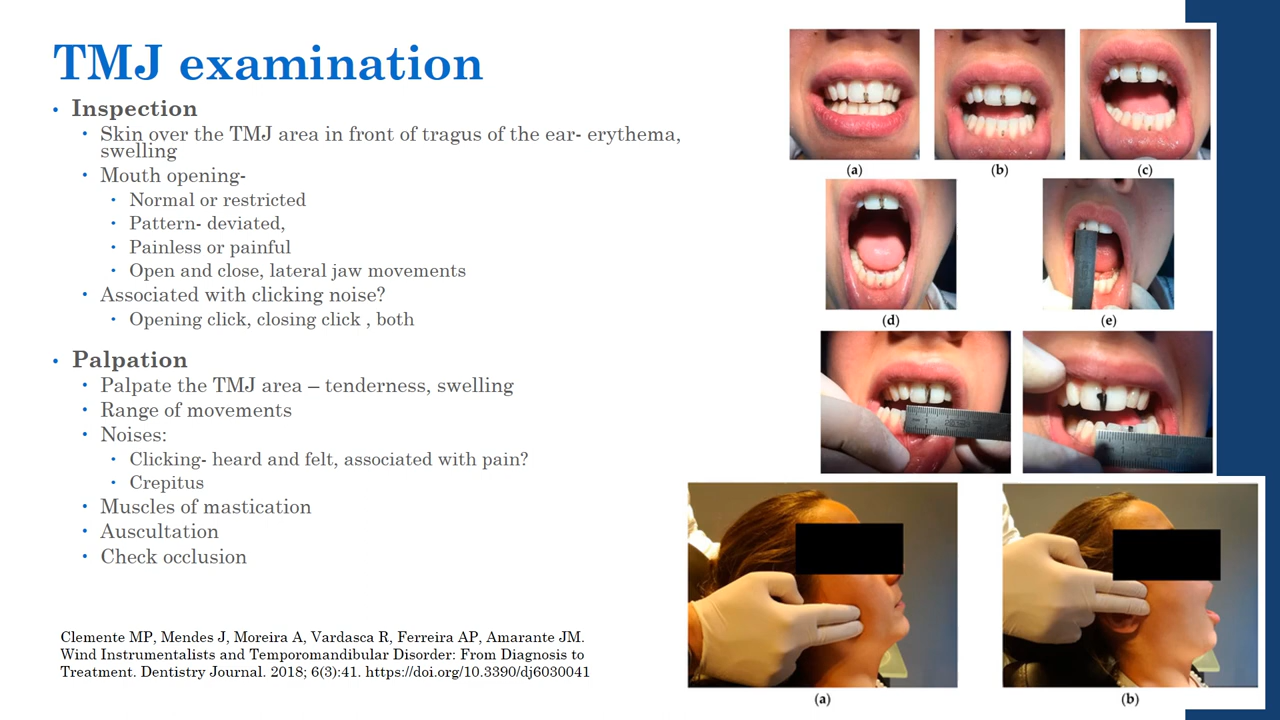 TMJ examination
• Inspection
• Skin over the TMJ area in front of tragus of the ear- erythema,
swelling
• Mouth opening-
• Normal or restricted
• Pattern- deviated,
• Painless or painful
• Open and close, lateral jaw movements
• Associated with clicking noise?
• Opening click, closing click , both
• Palpation
• Palpate the TMJ area – tenderness, swelling
• Range of movements
• Noises:
• Clicking- heard and felt, associated with pain?
• Crepitus
• Muscles of mastication
• Auscultation
• Check occlusion
Clemente MP, Mendes J, Moreira A, Vardasca R, Ferreira AP, Amarante JM.
Wind Instrumentalists and Temporomandibular Disorder: From Diagnosis to
Treatment. Dentistry Journal. 2018; 6(3):41. https://doi.org/10.3390/dj6030041
(a) (b) (c)
(d) (e)
(a) (b)